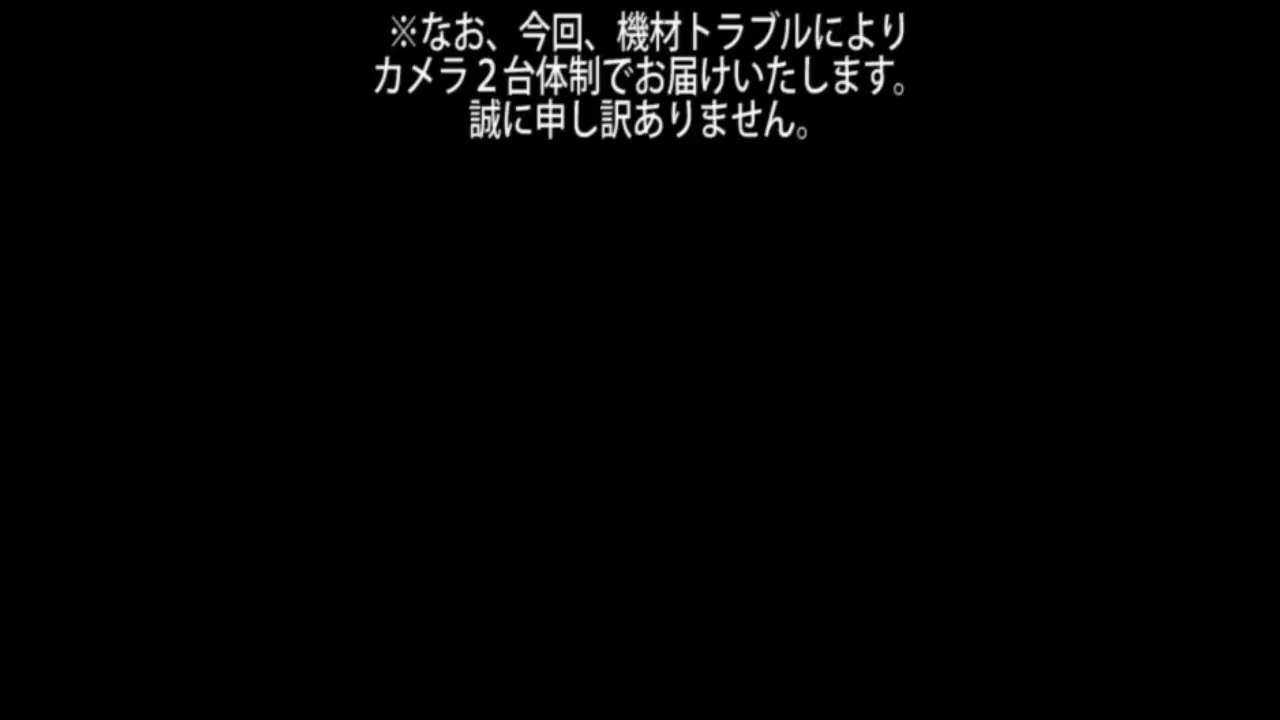 ※なお、今回、機材トラブルにより
カメラ２台体制でお届けいたします。
誠に申し訳ありません。